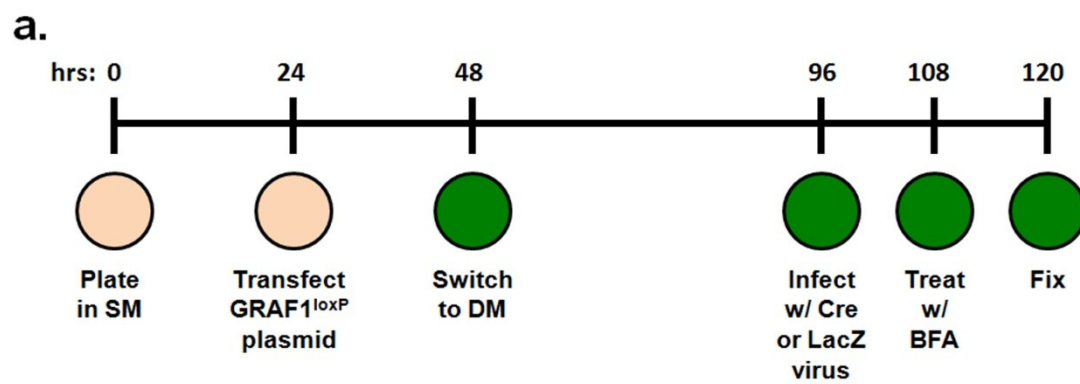 a.
hrs: 0 24 48 96 108 120
Plate
in SM
Transfect
GRAF1loxP
plasmid
Switch
to DM
Infect
w/ Cre
or LacZ
virus
Treat
w/
BFA
Fix